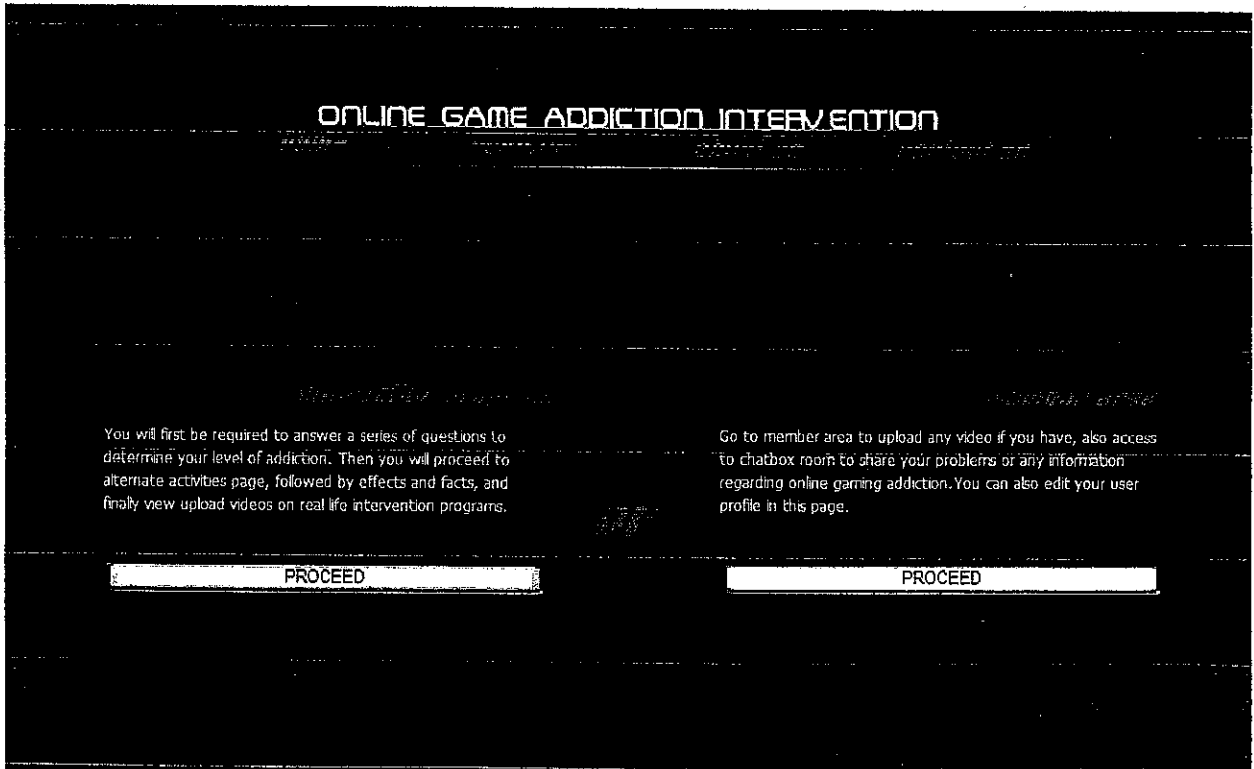 ONLINE GAME ADDICTION INTERVENTION
You will first be required to answer a series of questions to
determine your level of addiction. Then you will proceed to
alternate activities page, followed by effects and facts, and
finally view upload videos on real life intervention programs.
PROCEED
Go to member area to upload any video if you have, also access
to chatbox room to share your problems or any information
regarding online gaming addiction.You can also edit your user
profile in this page.
PROCEED